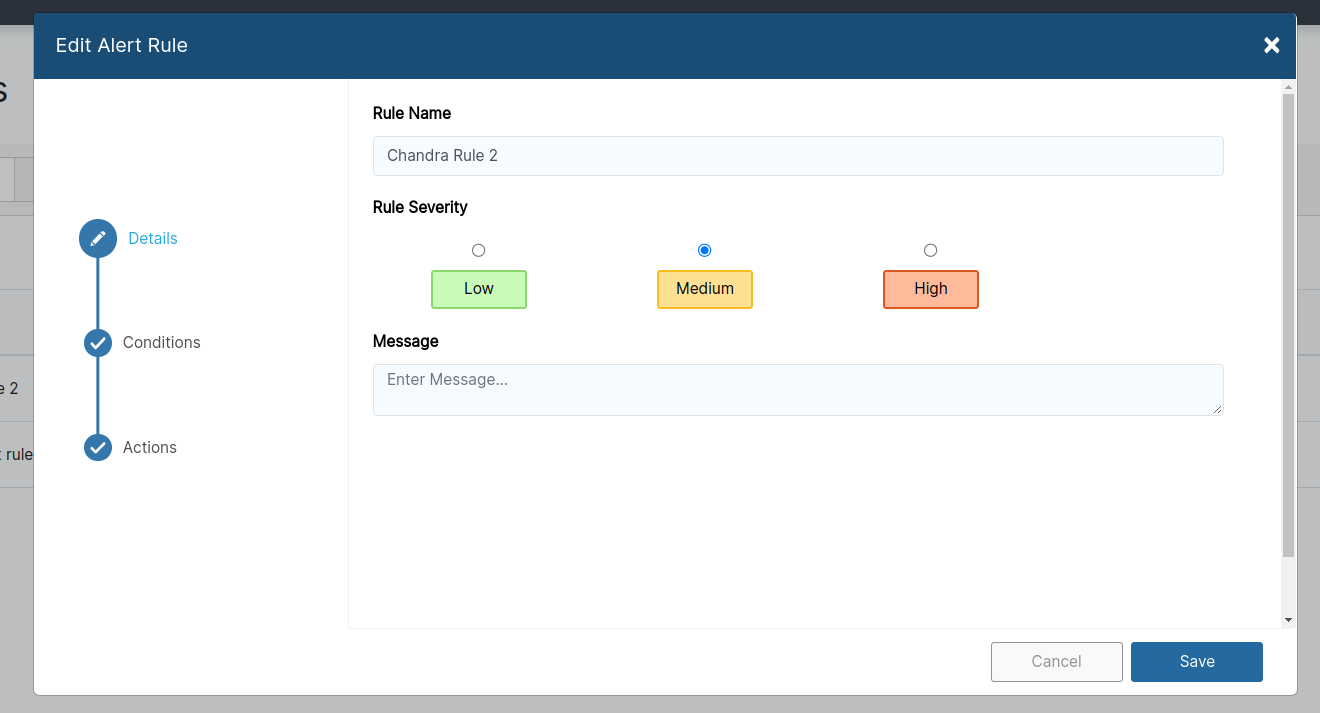 Edit Alert Rule
s
Rule Name
Chandra Rule 2
Rule Severity
Details
Low
Medium
High
Conditions
Message
Enter Message...
e 2
Actions
t rule
Cancel
Save